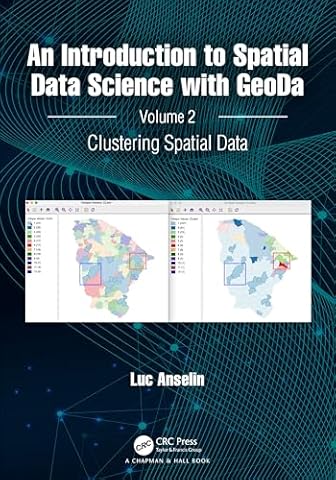 An Introduction to Spatial
Data Science with GeoDa
Volume 2
Clustering Spatial Data
Luc Anselin
CRC
CRC Press
Taylor & Francis Group
A CHAPMAN & HALL BOOK